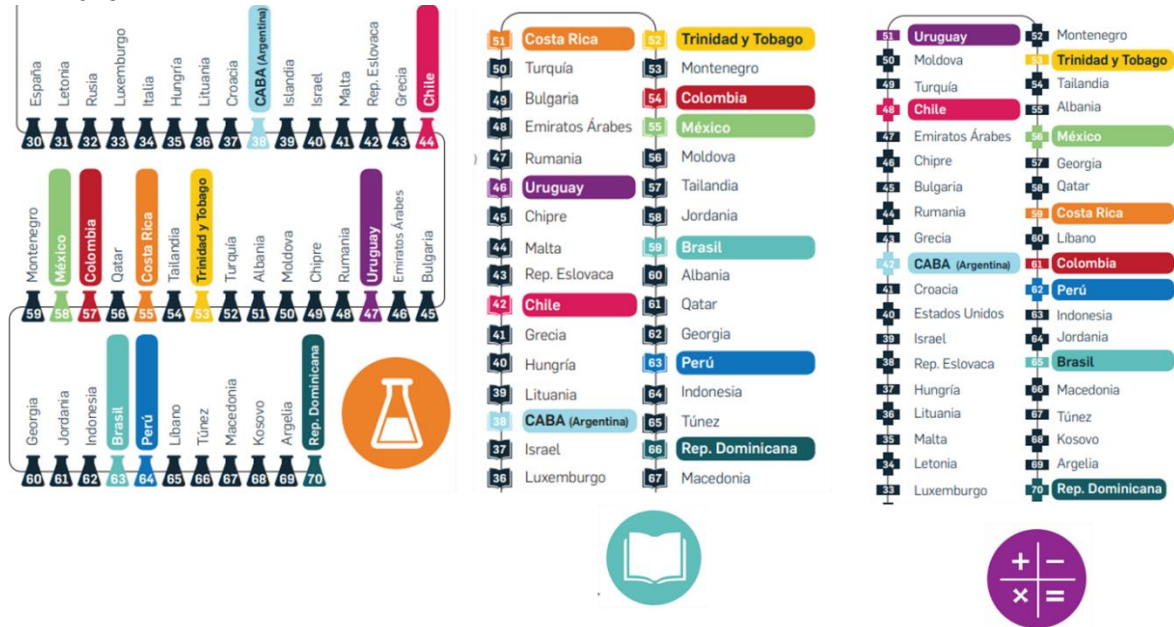 30 España
31 Letonia
32 Rusia
33 Luxemburgo
34 Italia
35 Hungría
36 Lituania
37 Croacia
38 CABA (Argentina)
39 Islandia
40 Israel
41 Malta
42 Rep. Eslovaca
43 Grecia
44 Chile
59 Montenegro
58 México
57 Colombia
56 Qatar
55 Costa Rica
54 Tailandia
53 Trinidad y Tobago
52 Turquía
51 Albania
50 Moldova
49 Chipre
48 Rumania
47 Uruguay
46 Emiratos Árabes
45 Bulgaria
60 Georgia
61 Jordania
62 Indonesia
63 Brasil
64 Perú
65 Líbano
66 Túnez
67 Macedonia
68 Kosovo
69 Argelia
70 Rep. Dominicana
51 Costa Rica
50 Turquía
49 Bulgaria
48 Emiratos Árabes
47 Rumania
46 Uruguay
45 Chipre
44 Malta
43 Rep. Eslovaca
42 Chile
41 Grecia
40 Hungría
39 Lituania
38 CABA (Argentina)
37 Israel
36 Luxemburgo
52 Trinidad y Tobago
53 Montenegro
54 Colombia
55 México
56 Moldova
57 Tailandia
58 Jordania
59 Brasil
60 Albania
61 Qatar
62 Georgia
63 Perú
64 Indonesia
65 Túnez
66 Rep. Dominicana
67 Macedonia
51 Uruguay
50 Moldova
49 Turquía
48 Chile
47 Emiratos Árabes
46 Chipre
45 Bulgaria
44 Rumania
43 Grecia
42 CABA (Argentina)
41 Croacia
40 Estados Unidos
39 Israel
38 Rep. Eslovaca
37 Hungría
36 Lituania
35 Malta
34 Letonia
33 Luxemburgo
52 Montenegro
53 Trinidad y Tobago
54 Tailandia
55 Albania
56 México
57 Georgia
58 Qatar
59 Costa Rica
60 Líbano
61 Colombia
62 Perú
63 Indonesia
64 Jordania
65 Brasil
66 Macedonia
67 Túnez
68 Kosovo
69 Argelia
70 Rep. Dominicana
+ −
× =